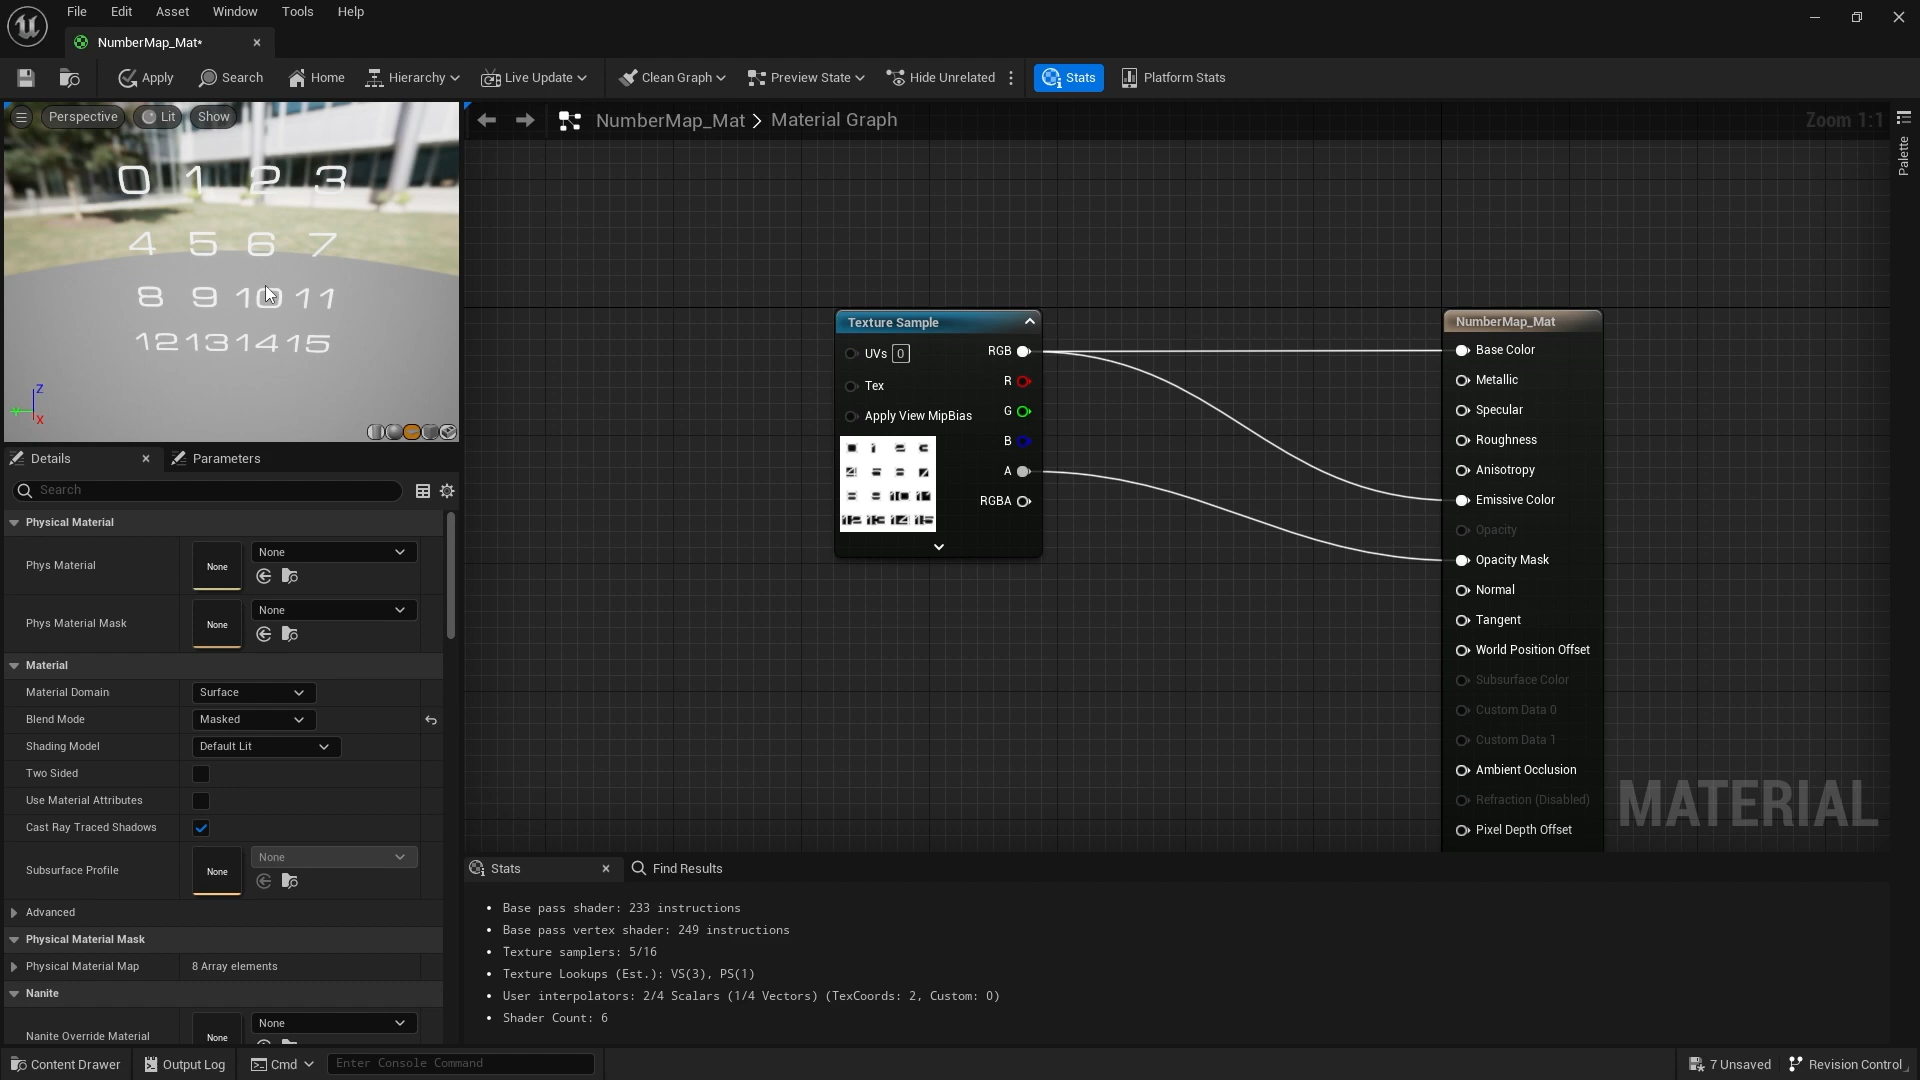 File Edit Asset Window Tools Help
NumberMap_Mat*
Apply Search Home Hierarchy Live Update Clean Graph Preview State Hide Unrelated Stats Platform Stats
Perspective Lit Show
0 1 2 3
4 5 6 7
8 9 10 11
12 13 14 15
Z
Y
X
NumberMap_Mat > Material Graph
Zoom 1:1
Palette
Texture Sample
UVs 0
Tex
Apply View MipBias
RGB
R
G
B
A
RGBA
NumberMap_Mat
Base Color
Metallic
Specular
Roughness
Anisotropy
Emissive Color
Opacity
Opacity Mask
Normal
Tangent
World Position Offset
Subsurface Color
Custom Data 0
Custom Data 1
Ambient Occlusion
Refraction (Disabled)
Pixel Depth Offset
MATERIAL
Details Parameters
Search
Physical Material
Phys Material None None
Phys Material Mask None None
Material
Material Domain Surface
Blend Mode Masked
Shading Model Default Lit
Two Sided
Use Material Attributes
Cast Ray Traced Shadows
Subsurface Profile None None
Advanced
Physical Material Mask
Physical Material Map 8 Array elements
Nanite
Nanite Override Material None None
Stats Find Results
• Base pass shader: 233 instructions
• Base pass vertex shader: 249 instructions
• Texture samplers: 5/16
• Texture Lookups (Est.): VS(3), PS(1)
• User interpolators: 2/4 Scalars (1/4 Vectors) (TexCoords: 2, Custom: 0)
• Shader Count: 6
Content Drawer Output Log Cmd Enter Console Command 7 Unsaved Revision Control